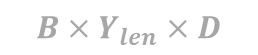 B × Y_len × D